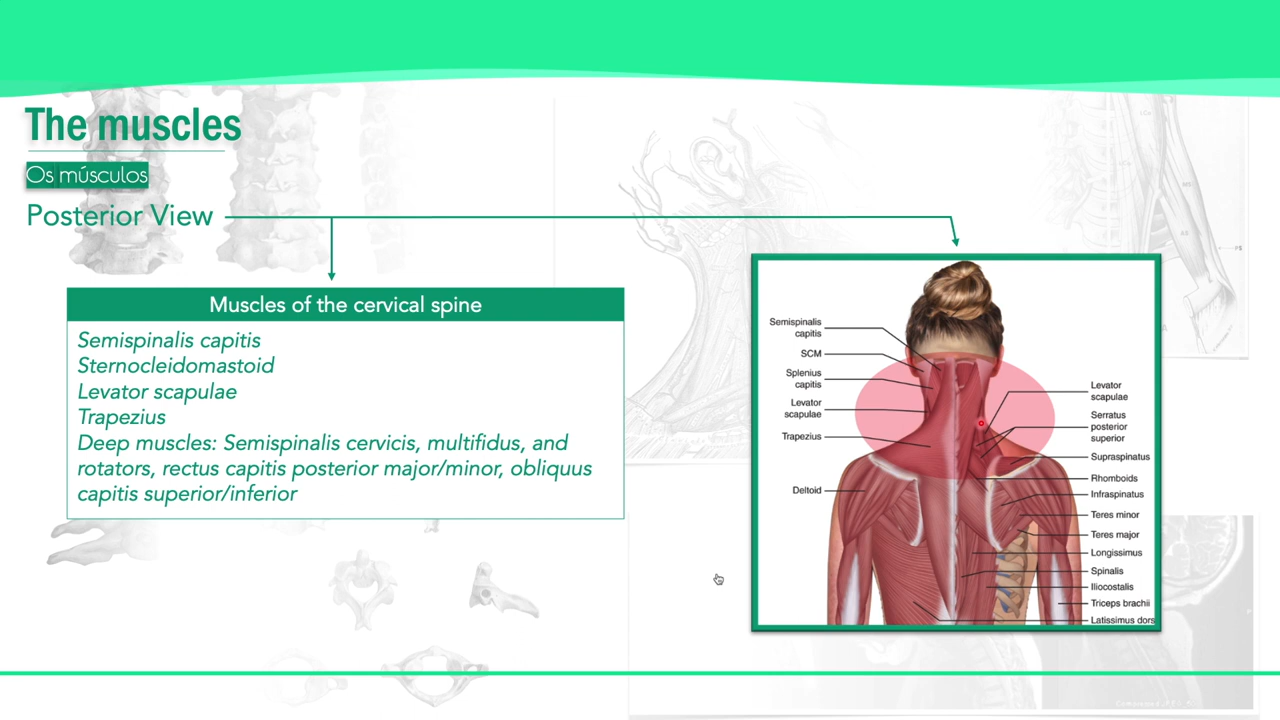 The muscles
Os músculos
Posterior View
Muscles of the cervical spine
Semispinalis capitis
Sternocleidomastoid
Levator scapulae
Trapezius
Deep muscles: Semispinalis cervicis, multifidus, and
rotators, rectus capitis posterior major/minor, obliquus
capitis superior/inferior
Semispinalis
capitis
SCM
Splenius
capitis
Levator
scapulae
Trapezius
Deltoid
Levator
scapulae
Serratus
posterior
superior
Supraspinatus
Rhomboids
Infraspinatus
Teres minor
Teres major
Longissimus
Spinalis
Iliocostalis
Triceps brachii
Latissimus dors